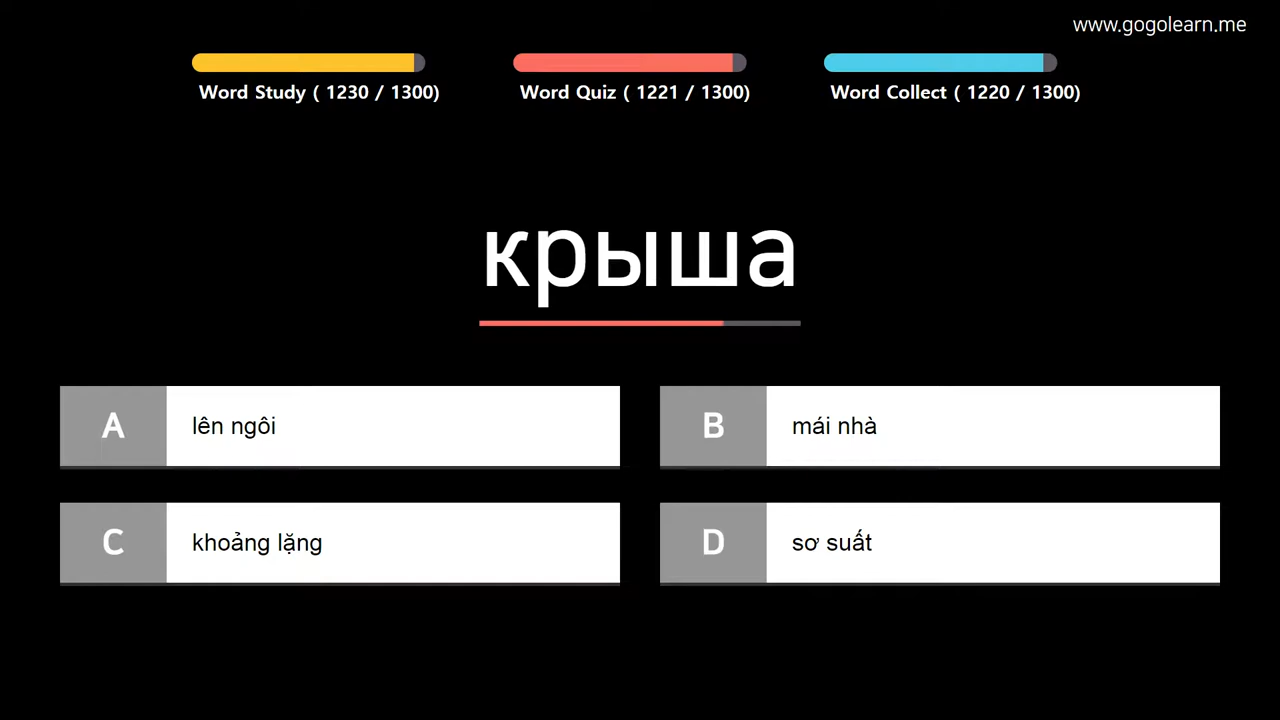 www.gogolearn.me
Word Study ( 1230 / 1300)
Word Quiz ( 1221 / 1300)
Word Collect ( 1220 / 1300)
крыша
A lên ngôi
B mái nhà
C khoảng lặng
D sơ suất